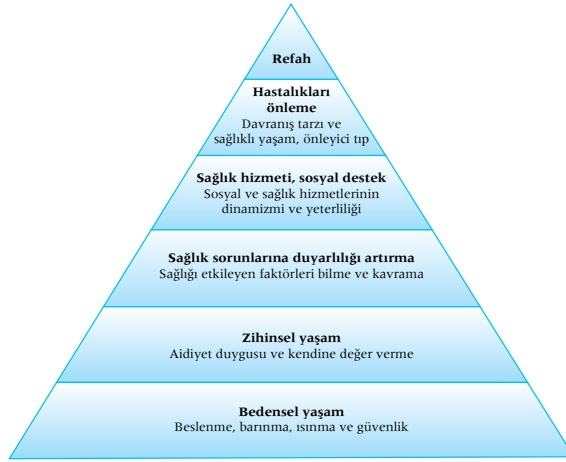 Refah
Hastalıkları
önleme
Davranış tarzı ve
sağlıklı yaşam, önleyici tıp
Sağlık hizmeti, sosyal destek
Sosyal ve sağlık hizmetlerinin
dinamizmi ve yeterliliği
Sağlık sorunlarına duyarlılığı artırma
Sağlığı etkileyen faktörleri bilme ve kavrama
Zihinsel yaşam
Aidiyet duygusu ve kendine değer verme
Bedensel yaşam
Beslenme, barınma, ısınma ve güvenlik